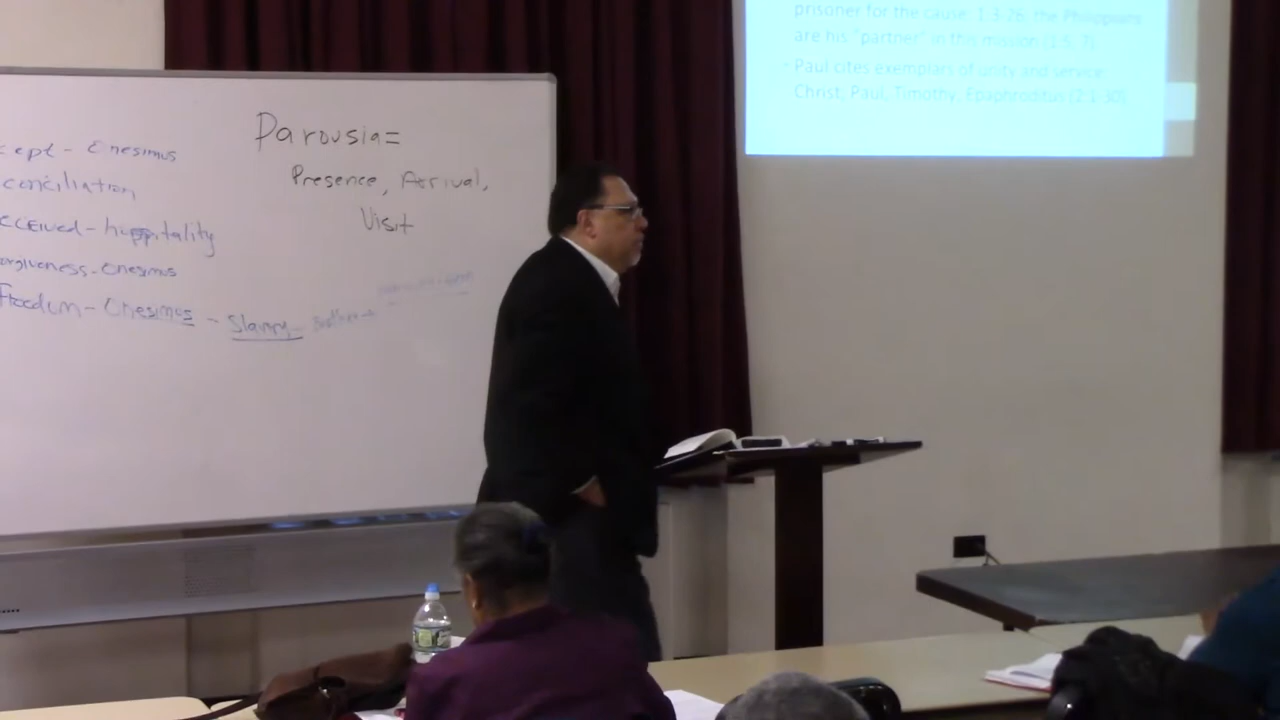 cept - Onesimus
conciliation
eceived - hospitality
orgiveness - Onesimus
Freedom - Onesimus - Slavry -
Parousia =
Presence, Arrival,
Visit
prisoner for the cause: 1:3-26; the Philippians
are his "partner" in this mission (1:5, 7)
• Paul cites exemplars of unity and service:
Christ, Paul, Timothy, Epaphroditus (2:1-30)